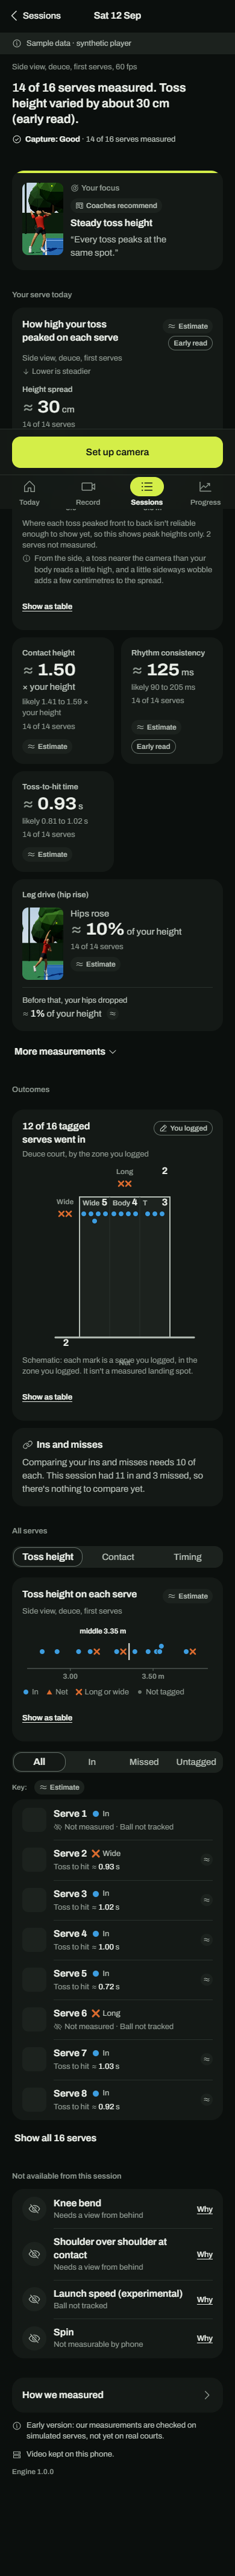 Sessions
Sat 12 Sep
Sample data · synthetic player
Side view, deuce, first serves, 60 fps
14 of 16 serves measured. Toss
height varied by about 30 cm
(early read).
Capture: Good · 14 of 16 serves measured
Your focus
Coaches recommend
Steady toss height
"Every toss peaks at the
same spot."
Your serve today
How high your toss
peaked on each serve
≈ Estimate
Early read
Side view, deuce, first serves
↓ Lower is steadier
Height spread
≈ 30 cm
14 of 14 serves
Set up camera
Today
Record
Sessions
Progress
Where each toss peaked front to back isn't reliable
enough to show yet, so this shows peak heights only. 2
serves not measured.
From the side, a toss nearer the camera than your
body reads a little high, and a little sideways wobble
adds a few centimetres to the spread.
Show as table
Contact height
≈ 1.50
× your height
likely 1.41 to 1.59 ×
your height
14 of 14 serves
≈ Estimate
Rhythm consistency
≈ 125 ms
likely 90 to 205 ms
14 of 14 serves
≈ Estimate
Early read
Toss-to-hit time
≈ 0.93 s
likely 0.81 to 1.02 s
14 of 14 serves
≈ Estimate
Leg drive (hip rise)
Hips rose
≈ 10% of your height
14 of 14 serves
≈ Estimate
Before that, your hips dropped
≈ 1% of your height ≈
More measurements
Outcomes
12 of 16 tagged
serves went in
You logged
Deuce court, by the zone you logged
Long 2
Wide
Wide 5 Body 4 T 3
2
Schematic: each mark is a serve you logged, in the
zone you logged. It isn't a measured landing spot.
Show as table
Ins and misses
Comparing your ins and misses needs 10 of
each. This session had 11 in and 3 missed, so
there's nothing to compare yet.
All serves
Toss height
Contact
Timing
Toss height on each serve
≈ Estimate
Side view, deuce, first serves
middle 3.35 m
3.00
3.50 m
In
Net
Long or wide
Not tagged
Show as table
All
In
Missed
Untagged
Key: ≈ Estimate
Serve 1 In
Not measured · Ball not tracked
Serve 2 Wide
Toss to hit ≈ 0.93 s
≈
Serve 3 In
Toss to hit ≈ 1.02 s
≈
Serve 4 In
Toss to hit ≈ 1.00 s
≈
Serve 5 In
Toss to hit ≈ 0.72 s
≈
Serve 6 Long
Not measured · Ball not tracked
Serve 7 In
Toss to hit ≈ 1.03 s
≈
Serve 8 In
Toss to hit ≈ 0.92 s
≈
Show all 16 serves
Not available from this session
Knee bend
Needs a view from behind
Why
Shoulder over shoulder at
contact
Needs a view from behind
Why
Launch speed (experimental)
Ball not tracked
Why
Spin
Not measurable by phone
Why
How we measured
Early version: our measurements are checked on
simulated serves, not yet on real courts.
Video kept on this phone.
Engine 1.0.0